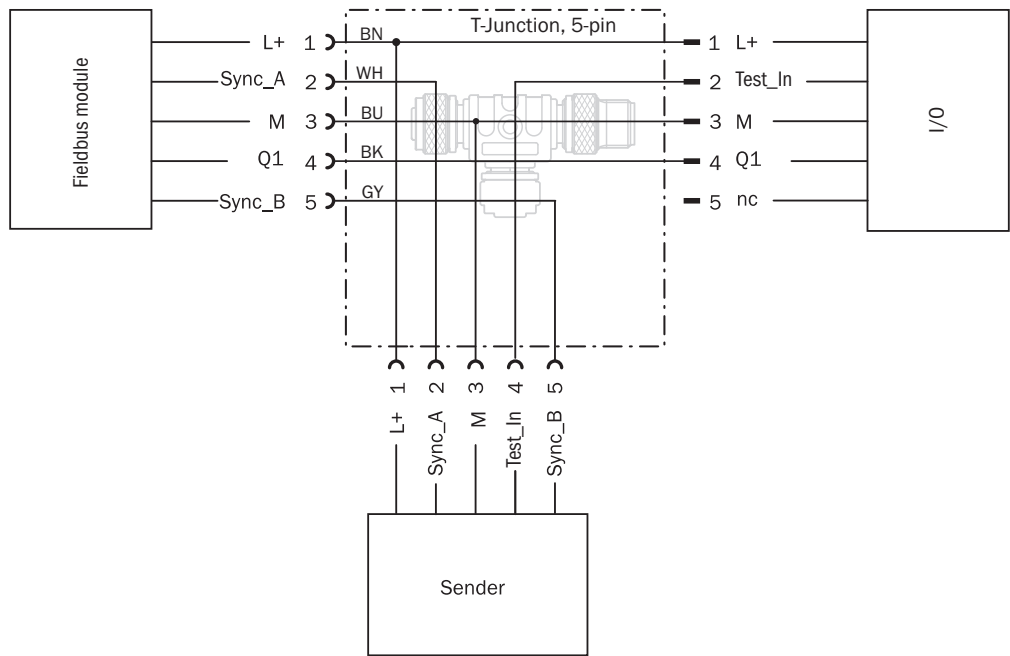 T-Junction, 5-pin
Fieldbus module
L+ 1 BN
Sync_A 2 WH
M 3 BU
Q1 4 BK
Sync_B 5 GY
1 L+
2 Test_In
3 M
4 Q1
5 nc
I/O
1 L+
2 Sync_A
3 M
4 Test_In
5 Sync_B
Sender